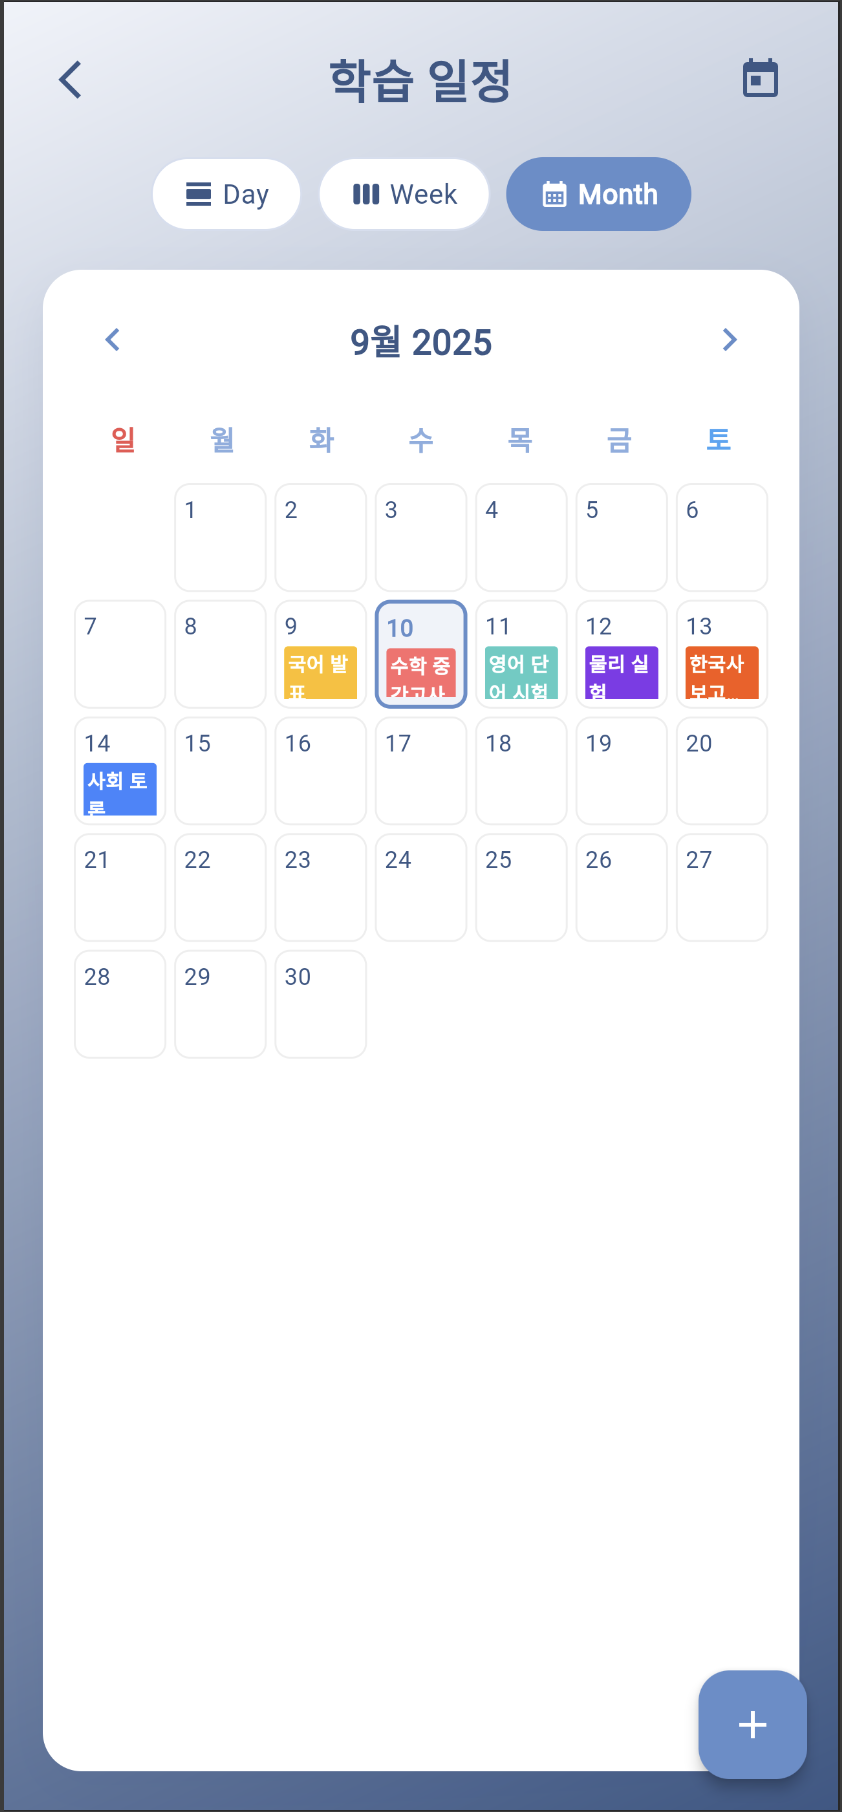 학습 일정
Day Week Month
9월 2025
일 월 화 수 목 금 토
1 2 3 4 5 6
7 8 9 10 11 12 13
국어 발표
수학 중간고사
영어 단어 시험
물리 실험
한국사 보고...
14 15 16 17 18 19 20
사회 토론
21 22 23 24 25 26 27
28 29 30